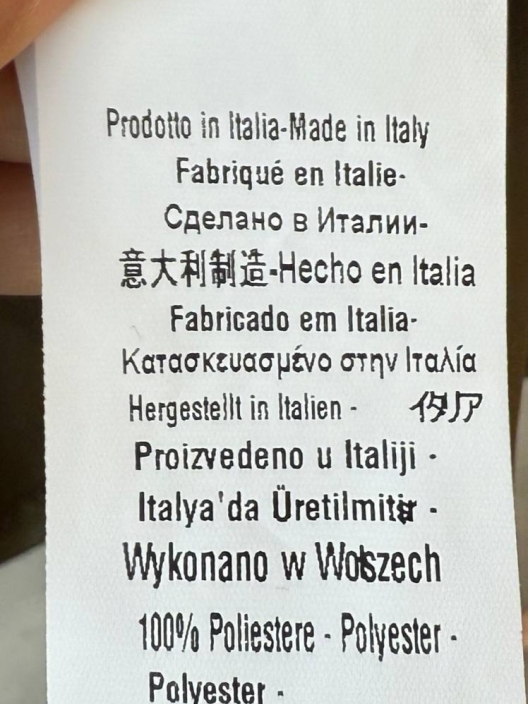 Prodotto in Italia-Made in Italy
Fabriqué en Italie-
Сделано в Италии-
意大利制造-Hecho en Italia
Fabricado em Italia-
Κατασκευασμένο στην Ιταλία
Hergestellt in Italien - イタリア
Proizvedeno u Italiji -
Italya'da -
Wykonano w
100% Poliestere - Polyester -
Polyester -